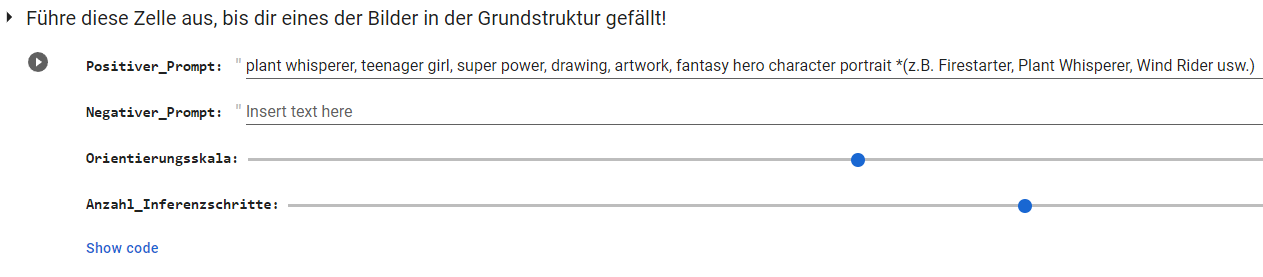 Führe diese Zelle aus, bis dir eines der Bilder in der Grundstruktur gefällt!
Positiver_Prompt: " plant whisperer, teenager girl, super power, drawing, artwork, fantasy hero character portrait *(z.B. Firestarter, Plant Whisperer, Wind Rider usw.)
Negativer_Prompt: " Insert text here
Orientierungsskala:
Anzahl_Inferenzschritte:
Show code